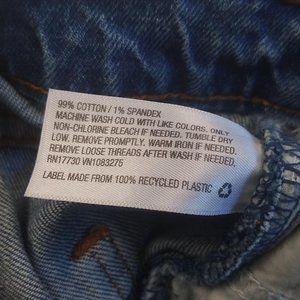 99% COTTON / 1% SPANDEX
MACHINE WASH COLD WITH LIKE COLORS. ONLY
NON-CHLORINE BLEACH IF NEEDED. TUMBLE DRY
LOW. REMOVE PROMPTLY. WARM IRON IF NEEDED.
REMOVE LOOSE THREADS AFTER WASH IF NEEDED.
RN17730 VN1083275
LABEL MADE FROM 100% RECYCLED PLASTIC